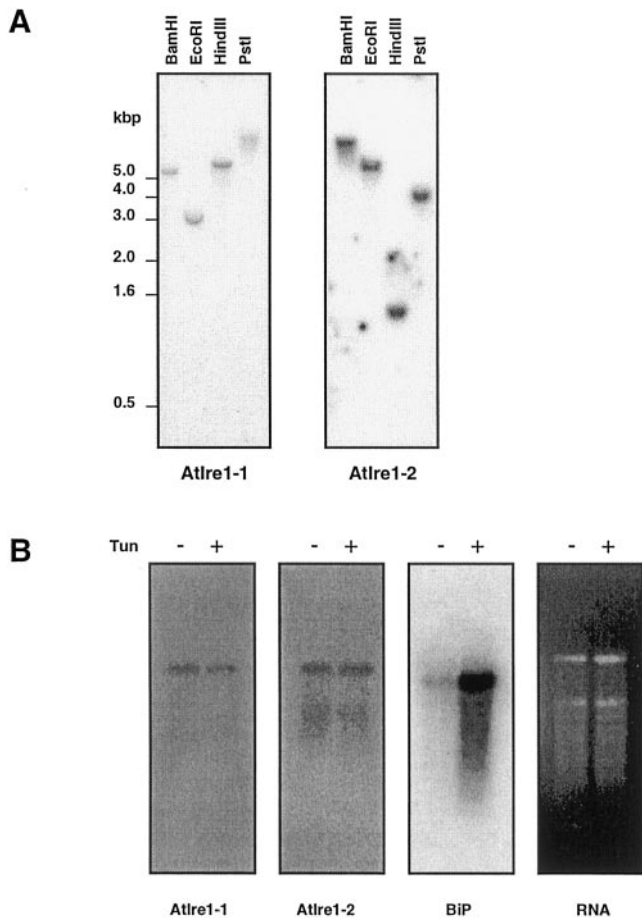 A
BamHI EcoRI HindIII PstI
BamHI EcoRI HindIII PstI
kbp
5.0
4.0
3.0
2.0
1.6
0.5
AtIre1-1 AtIre1-2
B
Tun - + - + - + - +
AtIre1-1 AtIre1-2 BiP RNA